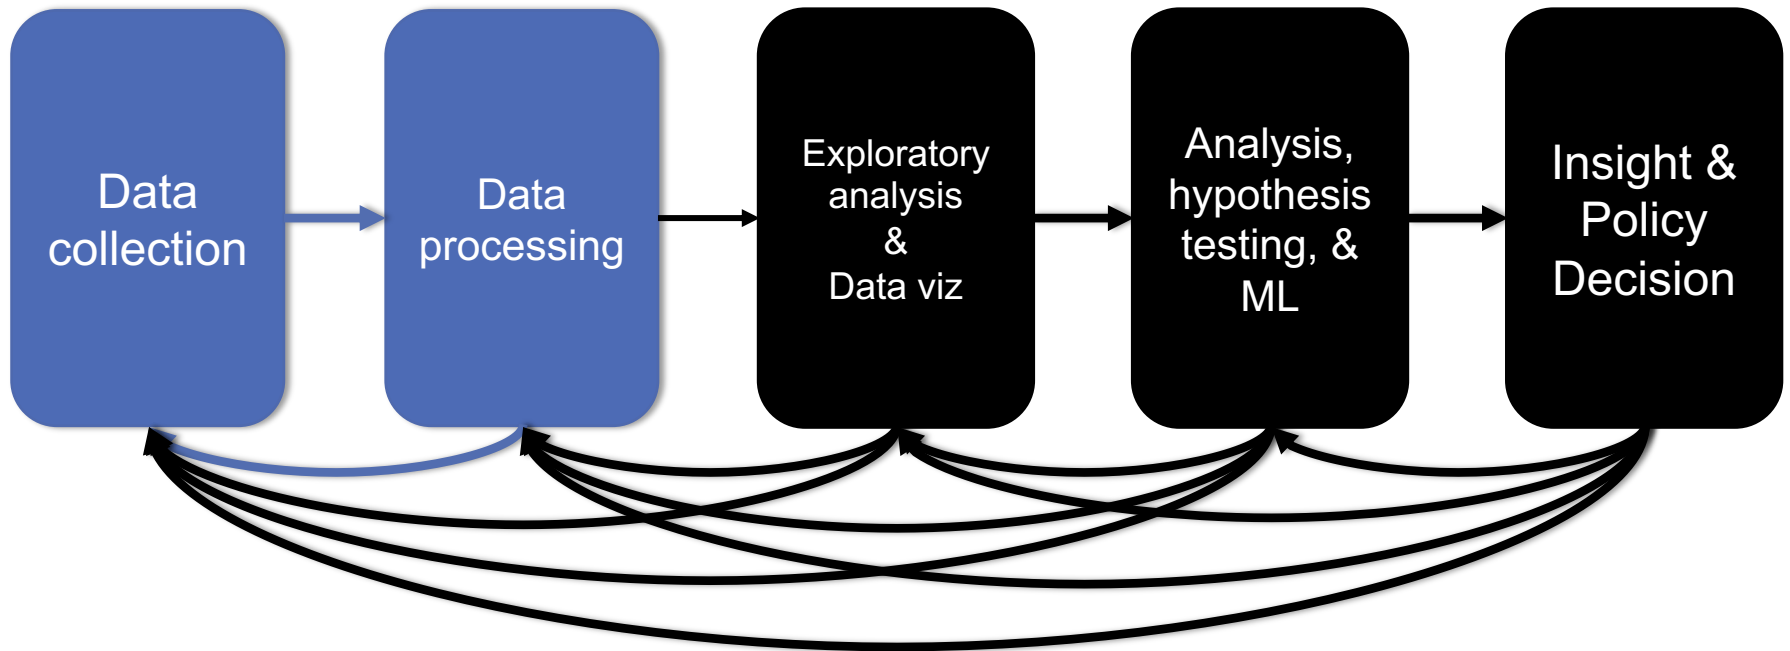 Data
collection
Data
processing
Exploratory
analysis
&
Data viz
Analysis,
hypothesis
testing, &
ML
Insight &
Policy
Decision